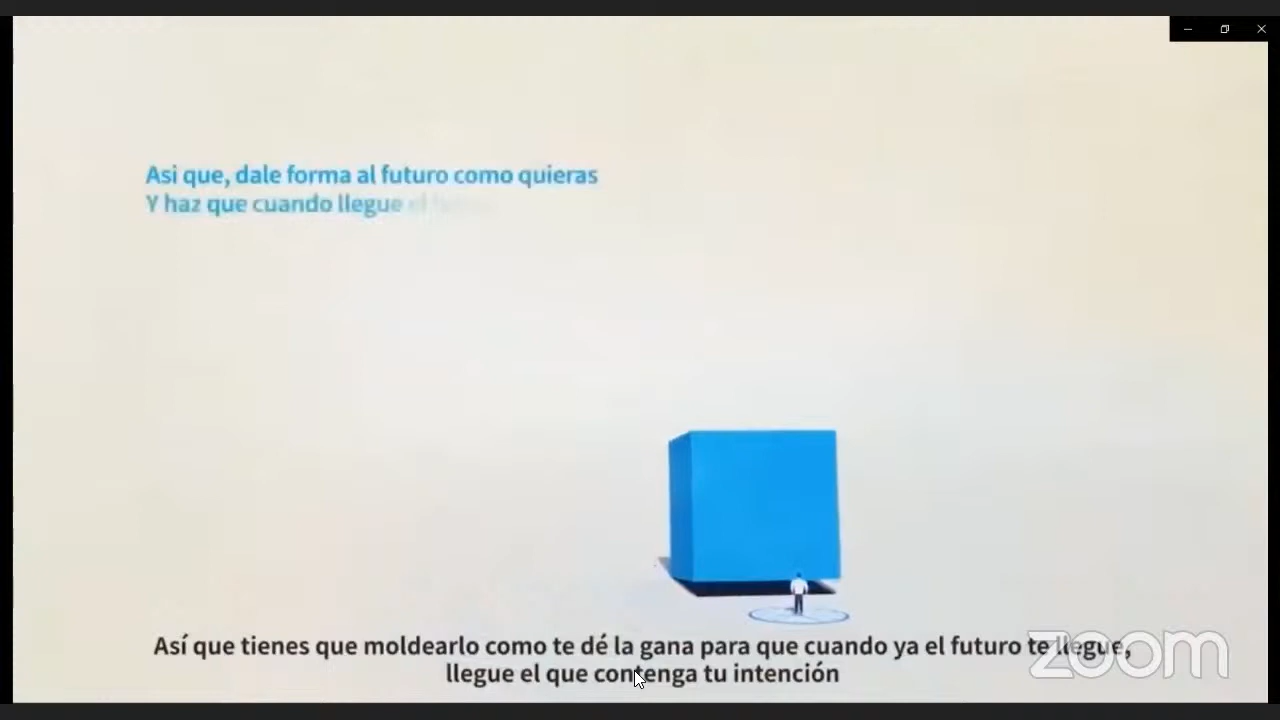 Asi que, dale forma al futuro como quieras
Y haz que cuando llegue el
Así que tienes que moldearlo como te dé la gana para que cuando ya el futuro te llegue,
llegue el que contenga tu intención
zoom